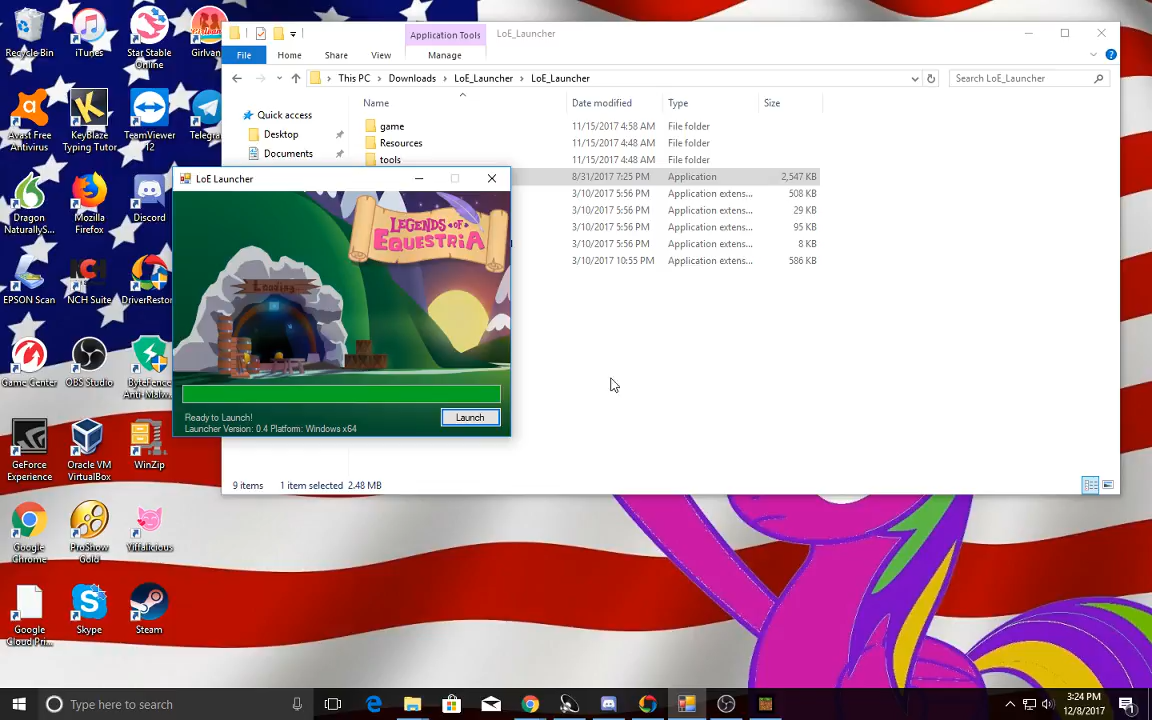 Recycle Bin
iTunes
Star Stable
Online
Girlvan
Avast Free
Antivirus
KeyBlaze
Typing Tutor
TeamViewer
12
Telegra
Dragon
NaturallyS...
Mozilla
Firefox
Discord
EPSON Scan
NCH Suite
DriverRestor
Game Center
OBS Studio
ByteFence
Anti-Malw...
GeForce
Experience
Oracle VM
VirtualBox
WinZip
Google
Chrome
ProShow
Gold
Yiffalicious
Google
Cloud Pri...
Skype
Steam
Application Tools
LoE_Launcher
File
Home
Share
View
Manage
This PC
Downloads
LoE_Launcher
LoE_Launcher
Search LoE_Launcher
Name
Date modified
Type
Size
Quick access
Desktop
Documents
game 11/15/2017 4:58 AM File folder
Resources 11/15/2017 4:48 AM File folder
tools 11/15/2017 4:48 AM File folder
8/31/2017 7:25 PM Application 2,547 KB
3/10/2017 5:56 PM Application extens... 508 KB
3/10/2017 5:56 PM Application extens... 29 KB
3/10/2017 5:56 PM Application extens... 95 KB
3/10/2017 5:56 PM Application extens... 8 KB
3/10/2017 10:55 PM Application extens... 586 KB
LoE Launcher
LEGENDS of
EQUESTRIA
Loading
Ready to Launch!
Launch
Launcher Version: 0.4 Platform: Windows x64
9 items 1 item selected 2.48 MB
Type here to search
3:24 PM
12/8/2017